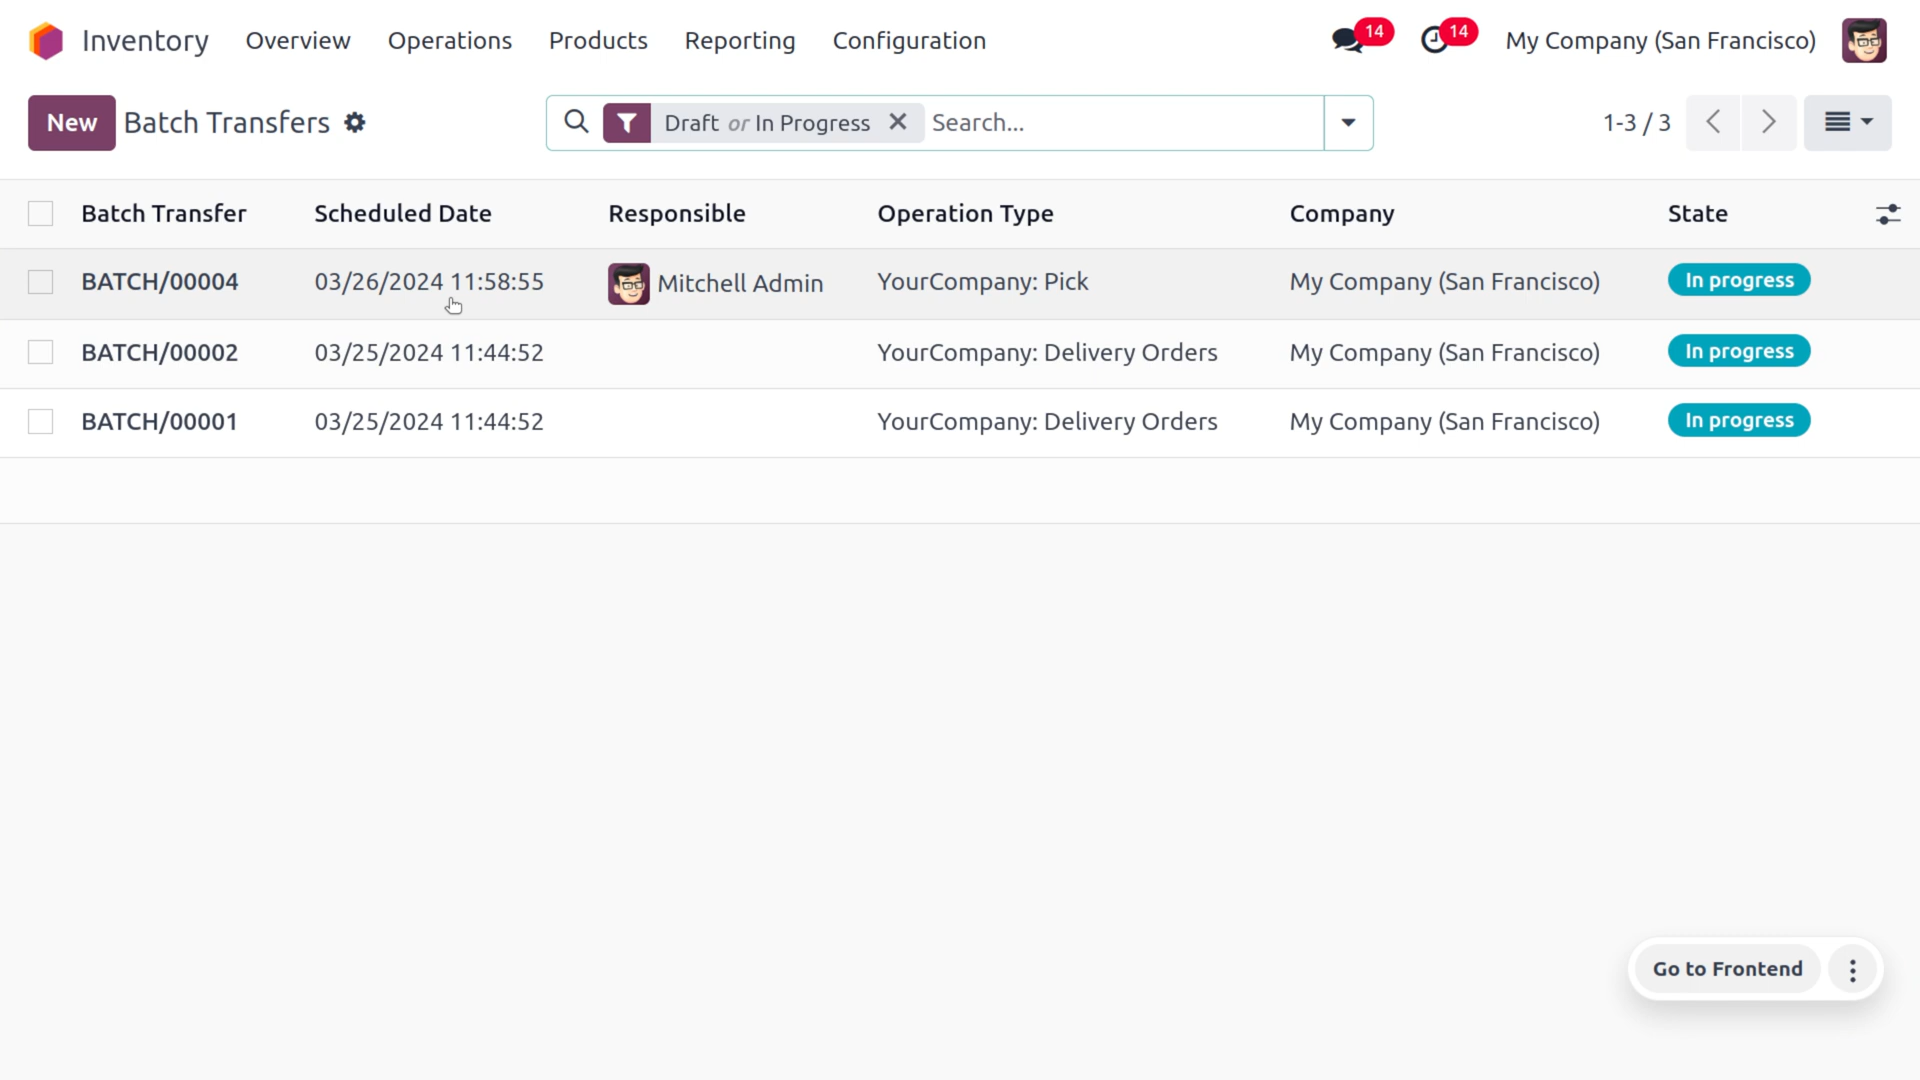 Inventory Overview Operations Products Reporting Configuration 14 14 My Company (San Francisco)
New Batch Transfers Draft or In Progress Search... 1-3 / 3
Batch Transfer Scheduled Date Responsible Operation Type Company State
BATCH/00004 03/26/2024 11:58:55 Mitchell Admin YourCompany: Pick My Company (San Francisco) In progress
BATCH/00002 03/25/2024 11:44:52 YourCompany: Delivery Orders My Company (San Francisco) In progress
BATCH/00001 03/25/2024 11:44:52 YourCompany: Delivery Orders My Company (San Francisco) In progress
Go to Frontend